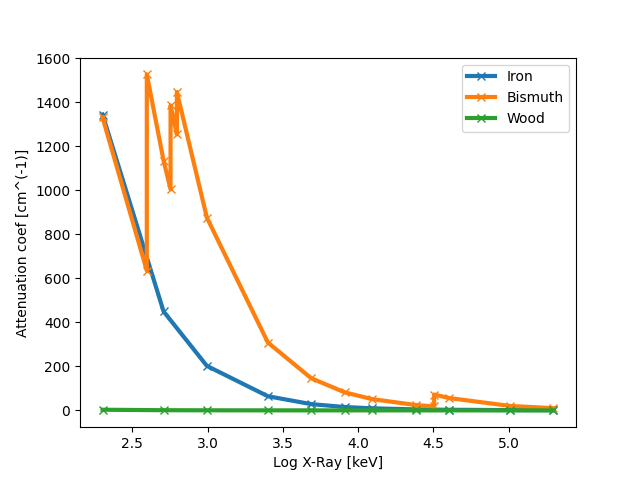 1600
1400
1200
1000
800
600
400
200
0
Attenuation coef [cm^(-1)]
Iron
Bismuth
Wood
2.5 3.0 3.5 4.0 4.5 5.0
Log X-Ray [keV]